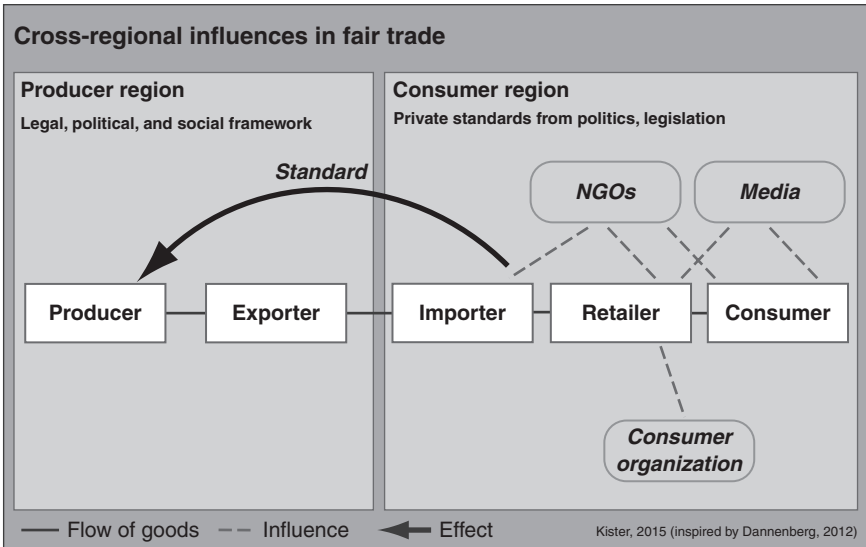 Cross-regional influences in fair trade
Producer region
Legal, political, and social framework
Consumer region
Private standards from politics, legislation
Standard
NGOs
Media
Producer
Exporter
Importer
Retailer
Consumer
Consumer
organization
Flow of goods
Influence
Effect
Kister, 2015 (inspired by Dannenberg, 2012)